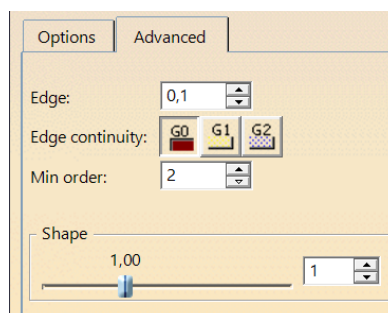 Options Advanced
Edge: 0,1
Edge continuity: G0 G1 G2
Min order: 2
Shape
1,00
1